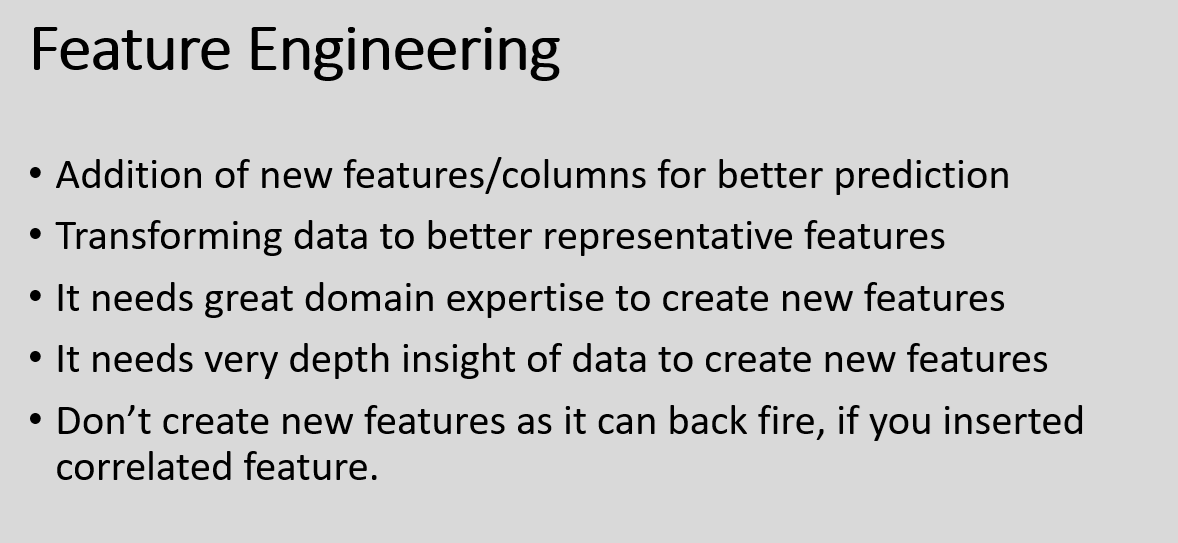 Feature Engineering
• Addition of new features/columns for better prediction
• Transforming data to better representative features
• It needs great domain expertise to create new features
• It needs very depth insight of data to create new features
• Don’t create new features as it can back fire, if you inserted
correlated feature.